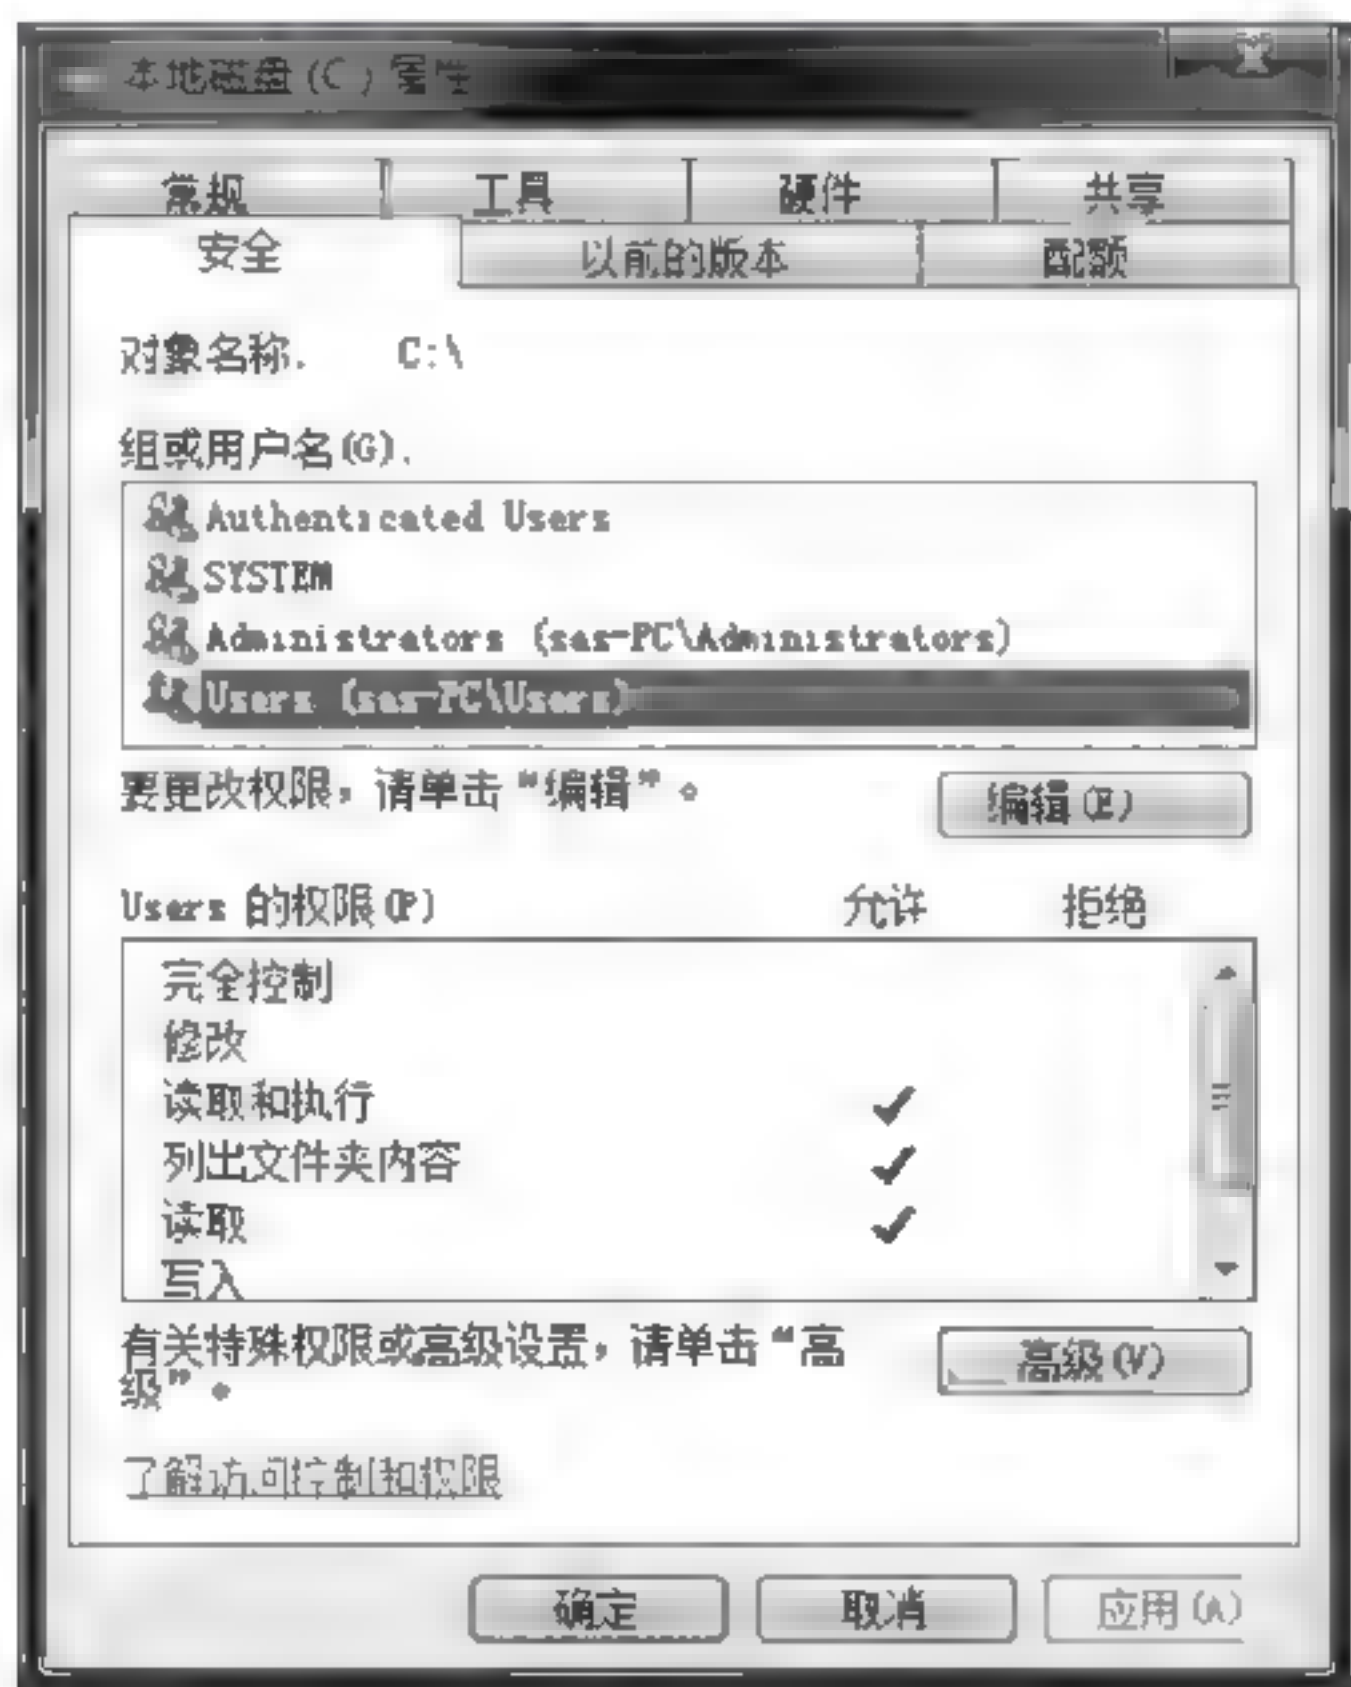 本地磁盘(C)属性
常规 工具 硬件 共享
安全 以前的版本 配额
对象名称. C:\
组或用户名(G).
Authenticated Users
SYSTEM
Administrators (sas-PC\Administrators)
Users (sas-PC\Users)
要更改权限，请单击“编辑”。 编辑(E)
Users 的权限(P) 允许 拒绝
完全控制
修改
读取和执行
列出文件夹内容
读取
写入
有关特殊权限或高级设置，请单击“高
级”。 高级(V)
了解访问控制和权限
确定 取消 应用(A)